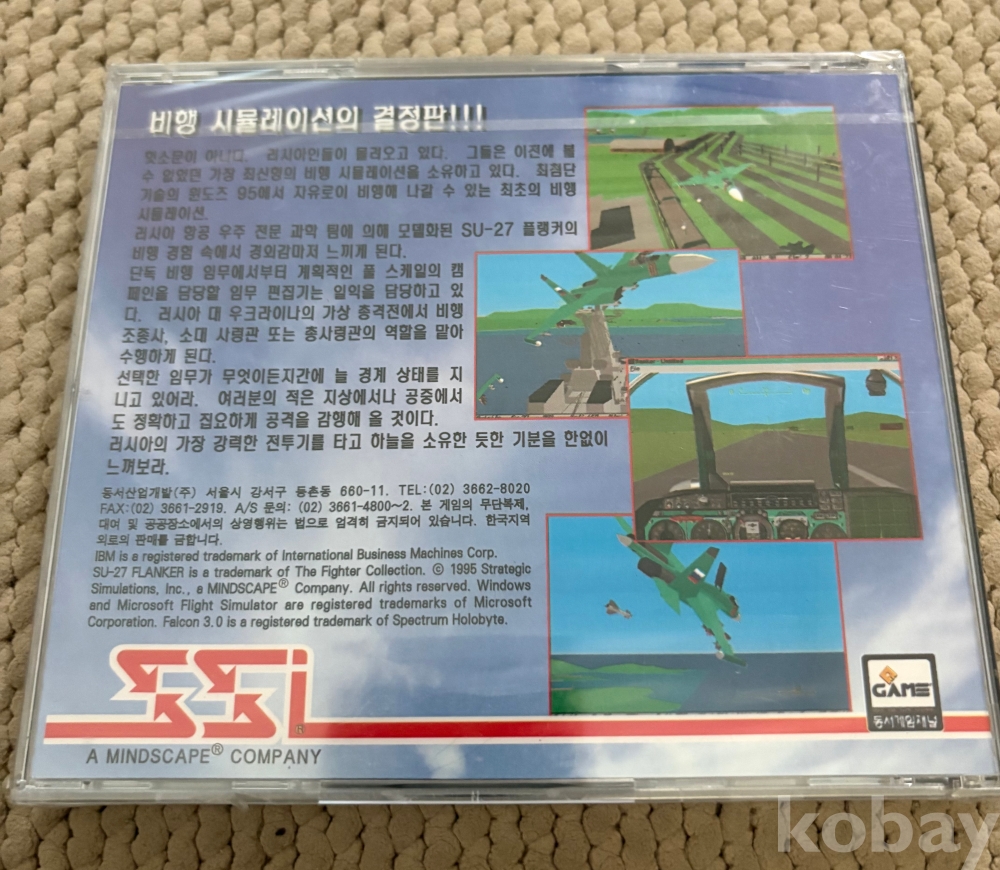 비행 시뮬레이션의 결정판!!!
헛소문이 아니다. 러시아인들이 몰려오고 있다. 그들은 이전에 볼
수 없었던 가장 최신형의 비행 시뮬레이션을 소유하고 있다. 최첨단
기술의 윈도즈 95에서 자유로이 비행해 나갈 수 있는 최초의 비행
시뮬레이션.
러시아 항공 우주 전문 과학 팀에 의해 모델화된 SU-27 플랭커의
비행 경험 속에서 경외감마저 느끼게 된다.
단독 비행 임무에서부터 계획적인 풀 스케일의 캠
페인을 담당할 임무 편집기는 일익을 담당하고 있
다. 러시아 대 우크라이나의 가상 총격전에서 비행
조종사, 소대 사령관 또는 총사령관의 역할을 맡아
수행하게 된다.
선택한 임무가 무엇이든지간에 늘 경계 상태를 지
니고 있어라. 여러분의 적은 지상에서나 공중에서
도 정확하고 집요하게 공격을 감행해 올 것이다.
러시아의 가장 강력한 전투기를 타고 하늘을 소유한 듯한 기분을 한없이
느껴보라.
동서산업개발(주) 서울시 강서구 등촌동 660-11. TEL:(02) 3662-8020
FAX:(02) 3661-2919. A/S 문의: (02) 3661-4800~2. 본 게임의 무단복제,
대여 및 공공장소에서의 상영행위는 법으로 엄격히 금지되어 있습니다. 한국지역
외로의 판매를 금합니다.
IBM is a registered trademark of International Business Machines Corp.
SU-27 FLANKER is a trademark of The Fighter Collection. © 1995 Strategic
Simulations, Inc., a MINDSCAPE® Company. All rights reserved. Windows
and Microsoft Flight Simulator are registered trademarks of Microsoft
Corporation. Falcon 3.0 is a registered trademark of Spectrum Holobyte.
SSI®
A MINDSCAPE® COMPANY
GAME
동서게임채널
kobay